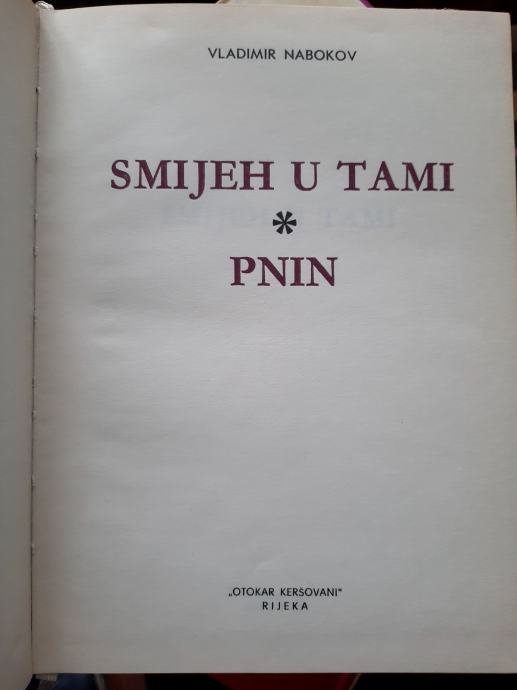 VLADIMIR NABOKOV
SMIJEH U TAMI
*
PNIN
„OTOKAR KERŠOVANI"
RIJEKA